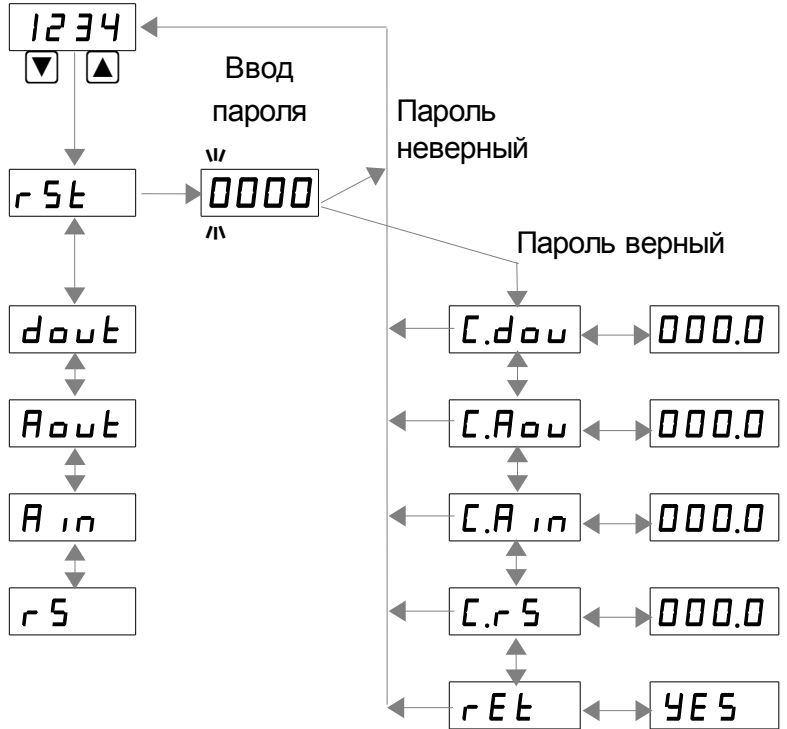 1234
▼ ▲
Ввод
пароля
Пароль
неверный
rSt
0000
Пароль верный
dout
C.dou
000.0
Aout
C.Aou
000.0
A in
C.A in
000.0
rS
C.rS
000.0
rEt
YES